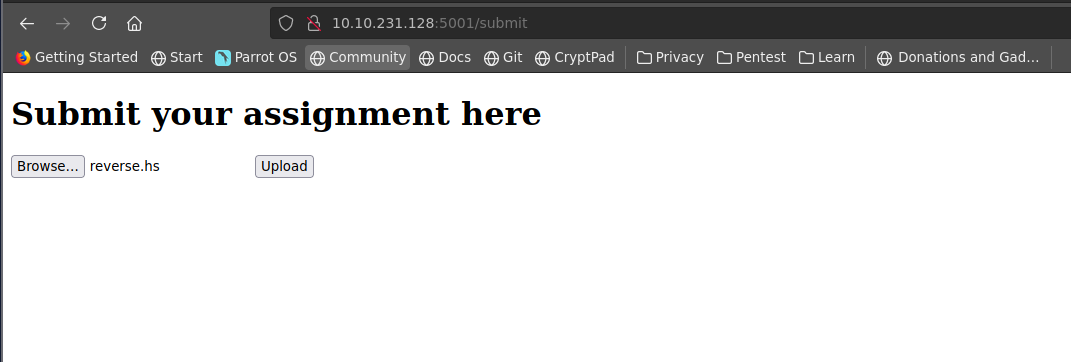 10.10.231.128:5001/submit
Getting Started Start Parrot OS Community Docs Git CryptPad Privacy Pentest Learn Donations and Gad...
Submit your assignment here
Browse... reverse.hs Upload